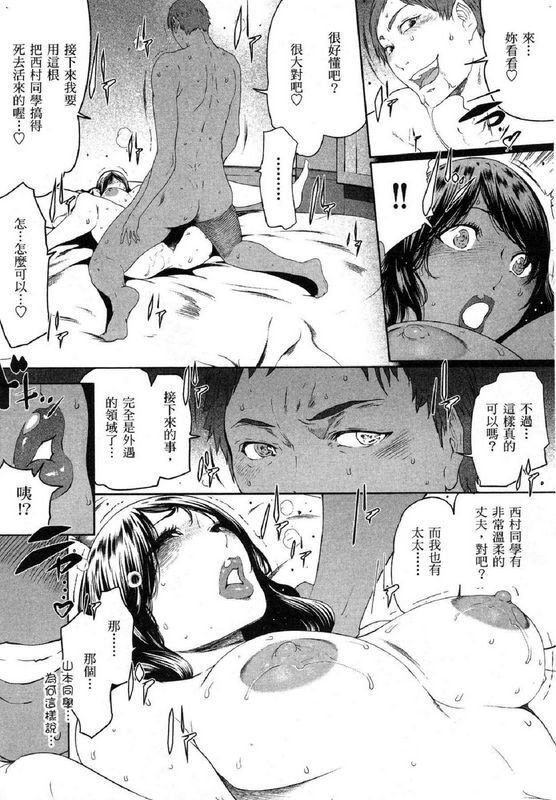 來…
妳看看♡
很好懂吧？
很大對吧♡
…………
接下來我要
用這根
把西村同學搞得
死去活來的喔…♡
!!
怎…怎麼可以…♡
不過…
這樣真的
可以嗎？
接下來的事，
完全是外遇
的領域了……
咦!?
西村同學有
非常溫柔的
丈夫，對吧？
而我也有
太太……
那…
那個…
山本同學…
為何這樣說…